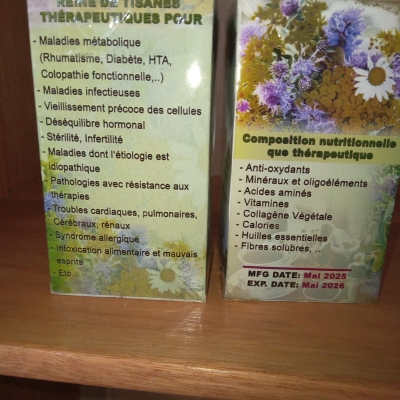 REINE DE TISANES
THÉRAPEUTIQUES POUR
- Maladies métabolique
(Rhumatisme, Diabète, HTA,
Colopathie fonctionnelle,..)
- Maladies infectieuses
- Vieillissement précoce des cellules
- Déséquilibre hormonal
- Stérilité, Infertilité
- Maladies dont l'étiologie est
idiopathique
- Pathologies avec résistance aux
thérapies
- Troubles cardiaques, pulmonaires,
Cérébraux, rénaux
- Syndrome allergique
- Intoxication alimentaire et mauvais
esprits
- Etc
Composition nutritionnelle
que thérapeutique
- Anti-oxydants
- Minéraux et oligoéléments
- Acides aminés
- Vitamines
- Collagène Végétale
- Calories
- Huilles essentielles
- Fibres solubres, ..
MFG DATE: Mai 2025
EXP. DATE: Mai 2026